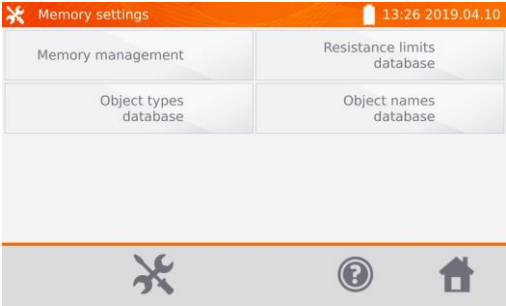 Memory settings
13:26 2019.04.10
Memory management
Resistance limits
database
Object types
database
Object names
database
?